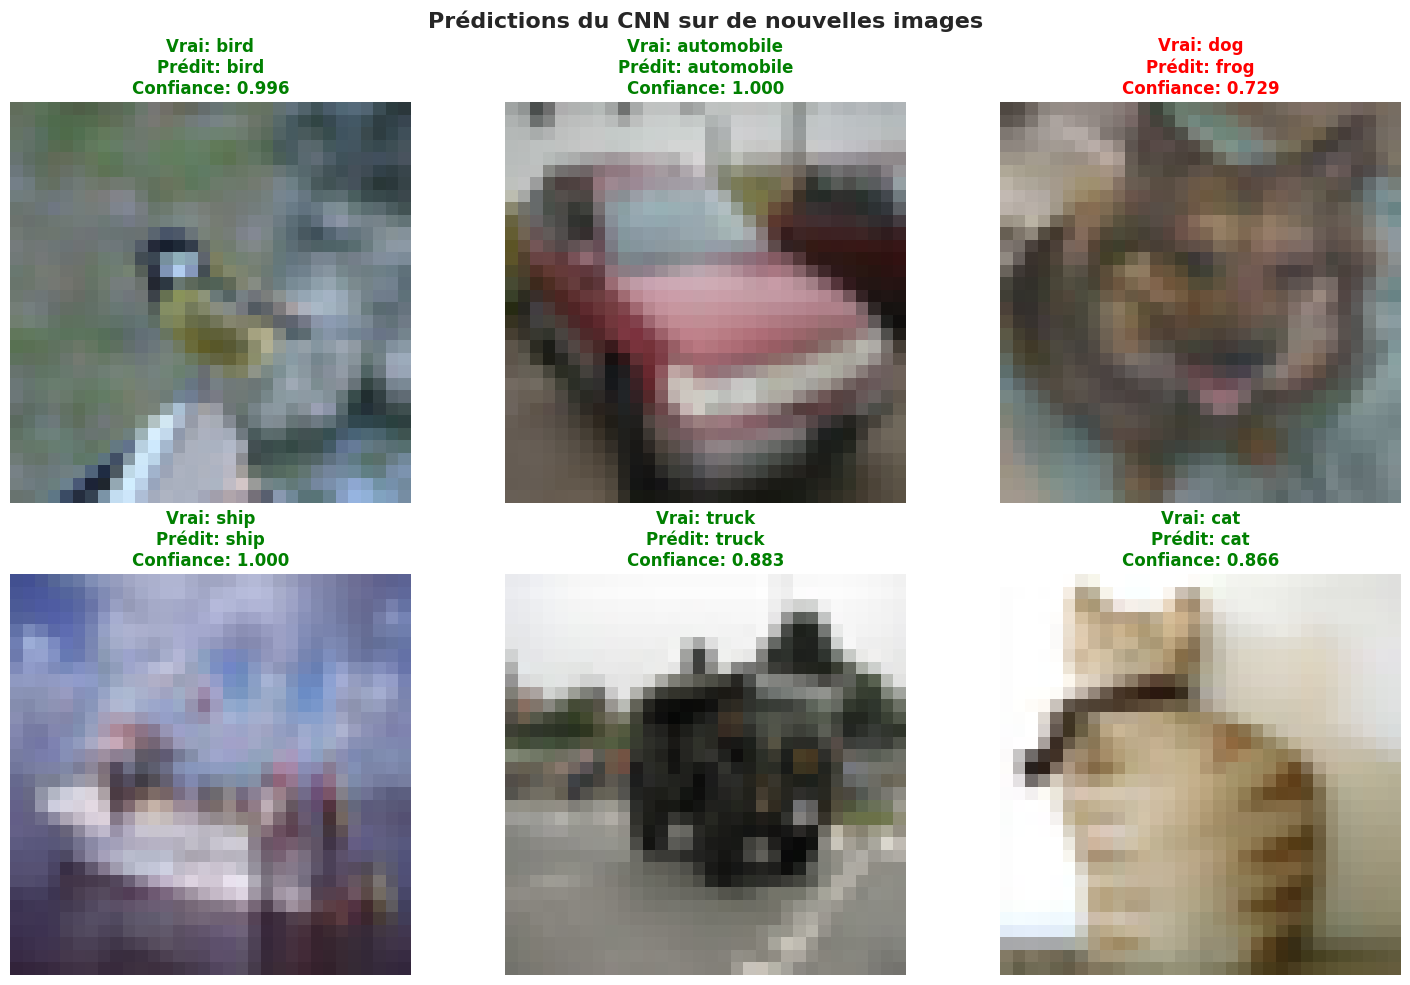 Prédictions du CNN sur de nouvelles images
Vrai: bird
Prédit: bird
Confiance: 0.996
Vrai: automobile
Prédit: automobile
Confiance: 1.000
Vrai: dog
Prédit: frog
Confiance: 0.729
Vrai: ship
Prédit: ship
Confiance: 1.000
Vrai: truck
Prédit: truck
Confiance: 0.883
Vrai: cat
Prédit: cat
Confiance: 0.866